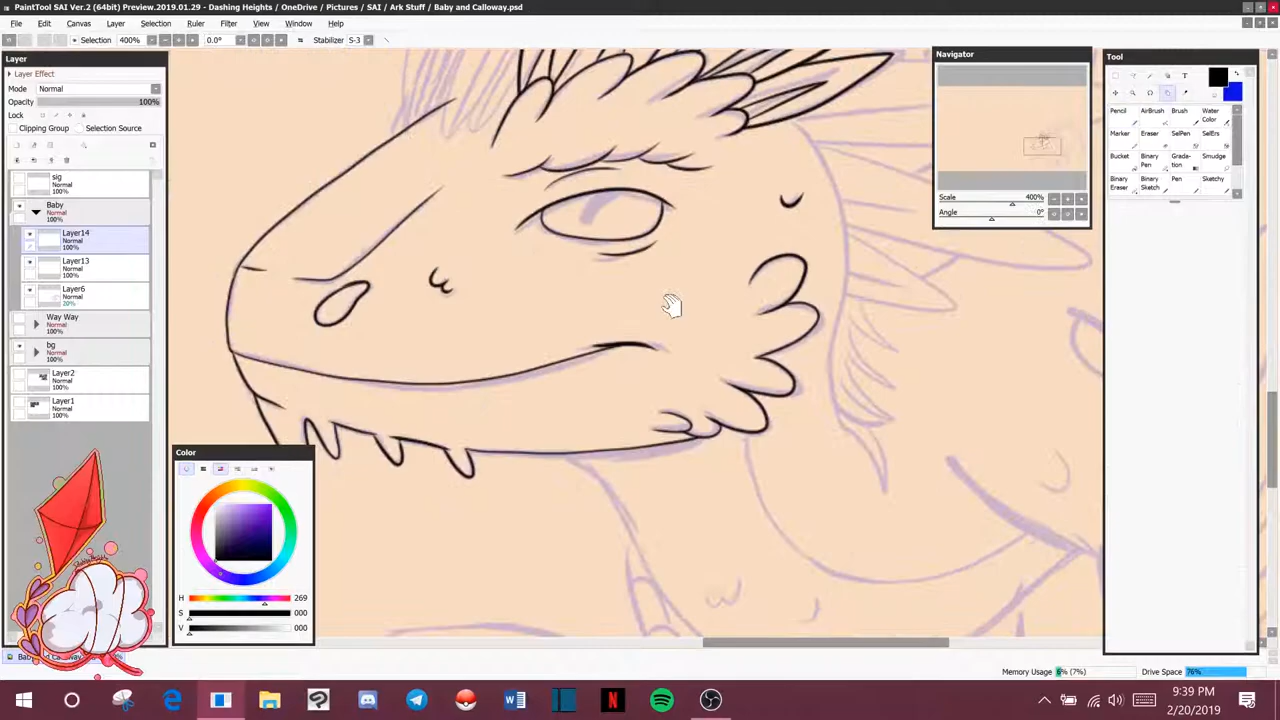 PaintTool SAI Ver.2 (64bit) Preview.2019.01.29 - Dashing Heights / OneDrive / Pictures / SAI / Ark Stuff / Baby and Calloway.psd
File Edit Canvas Layer Selection Ruler Filter View Window Help
Selection 400% 0.0° Stabilizer S-3
Layer
Layer Effect
Mode Normal
Opacity 100%
Lock
Clipping Group Selection Source
sig
Normal
100%
Baby
Normal
100%
Layer14
Normal
100%
Layer13
Normal
100%
Layer6
Normal
20%
Way Way
Normal
100%
bg
Normal
100%
Layer2
Normal
100%
Layer1
Normal
100%
Color
H 269
S 000
V 000
Navigator
Scale 400%
Angle 0°
Tool
T
Pencil AirBrush Brush Water Color
Marker Eraser SelPen SelErs
Bucket Binary Pen Grada-tion Smudge
Binary Eraser Binary Sketch Pen Sketchy
Memory Usage 6% (7%) Drive Space 76%
9:39 PM
2/20/2019